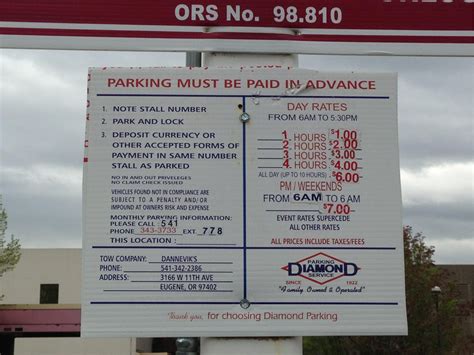 ORS No. 98.810
PARKING MUST BE PAID IN ADVANCE
1. NOTE STALL NUMBER
2. PARK AND LOCK
3. DEPOSIT CURRENCY OR
OTHER ACCEPTED FORMS OF
PAYMENT IN SAME NUMBER
STALL AS PARKED
NO IN AND OUT PRIVELEGES
NO CLAIM CHECK ISSUED
VEHICLES FOUND NOT IN COMPLIANCE ARE
SUBJECT TO A PENALTY AND/OR
IMPOUND AT OWNERS RISK AND EXPENSE
MONTHLY PARKING INFORMATION:
PLEASE CALL: 541
PHONE 343-3733 EXT. 778
THIS LOCATION:
TOW COMPANY: DANNEVIK'S
PHONE: 541-342-2386
ADDRESS: 3166 W 11TH AVE
EUGENE, OR 97402
DAY RATES
FROM 6AM TO 5:30PM
1 HOURS $1.00
2 HOURS $2.00
3 HOURS $3.00
4 HOURS $4.00
ALL DAY (UP TO 10 HOURS) $6.00
PM / WEEKENDS
FROM 6AM TO 6 AM
$7.00
EVENT RATES SUPERCEDE
ALL OTHER RATES
ALL PRICES INCLUDE TAXES/FEES
PARKING
DIAMOND
SERVICE
SINCE 1922
"Family Owned & Operated"
Thank you, for choosing Diamond Parking